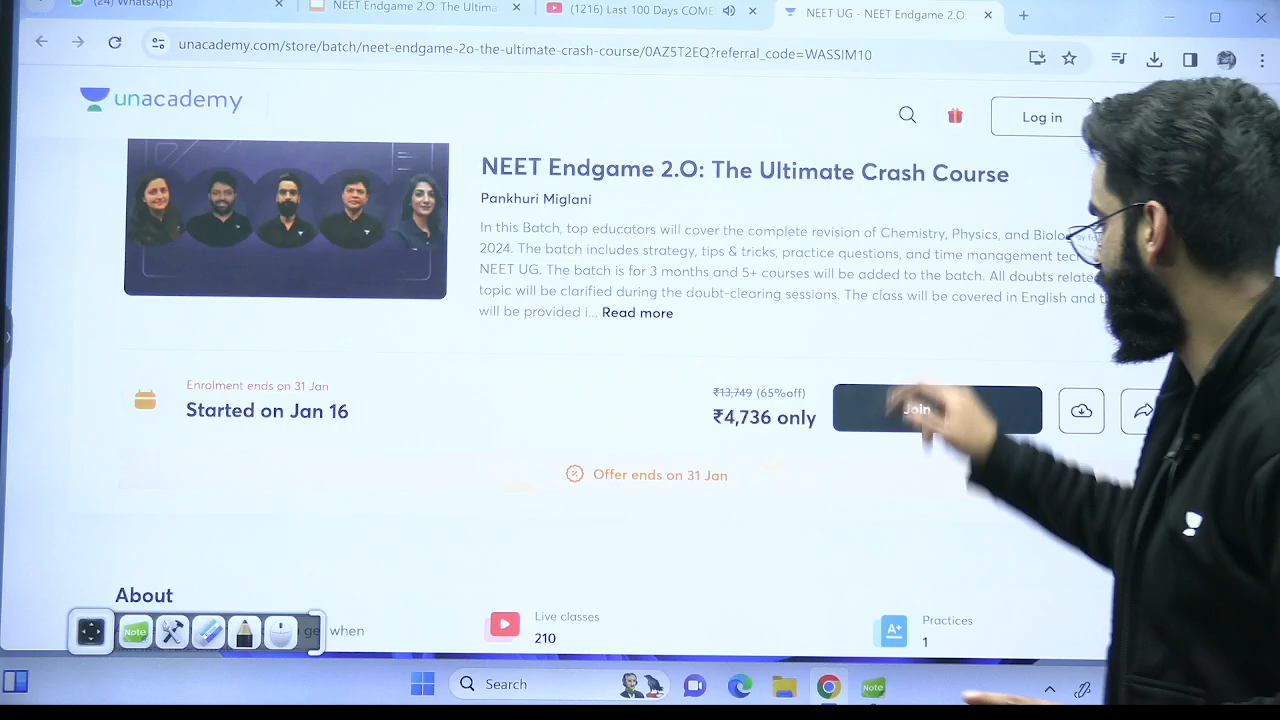 (24) WhatsApp
NEET Endgame 2.O: The Ultima
(1216) Last 100 Days COME
NEET UG - NEET Endgame 2.O:
unacademy.com/store/batch/neet-endgame-2o-the-ultimate-crash-course/0AZ5T2EQ?referral_code=WASSIM10
unacademy
Log in
NEET Endgame 2.O: The Ultimate Crash Course
Pankhuri Miglani
In this Batch, top educators will cover the complete revision of Chemistry, Physics, and Biolo
2024. The batch includes strategy, tips & tricks, practice questions, and time management tec
NEET UG. The batch is for 3 months and 5+ courses will be added to the batch. All doubts relate
topic will be clarified during the doubt-clearing sessions. The class will be covered in English and t
will be provided i... Read more
Enrolment ends on 31 Jan
Started on Jan 16
₹13,749 (65%off)
₹4,736 only
Join
Offer ends on 31 Jan
About
Live classes
210
Practices
1
Note
ge when
A+
Search
Note